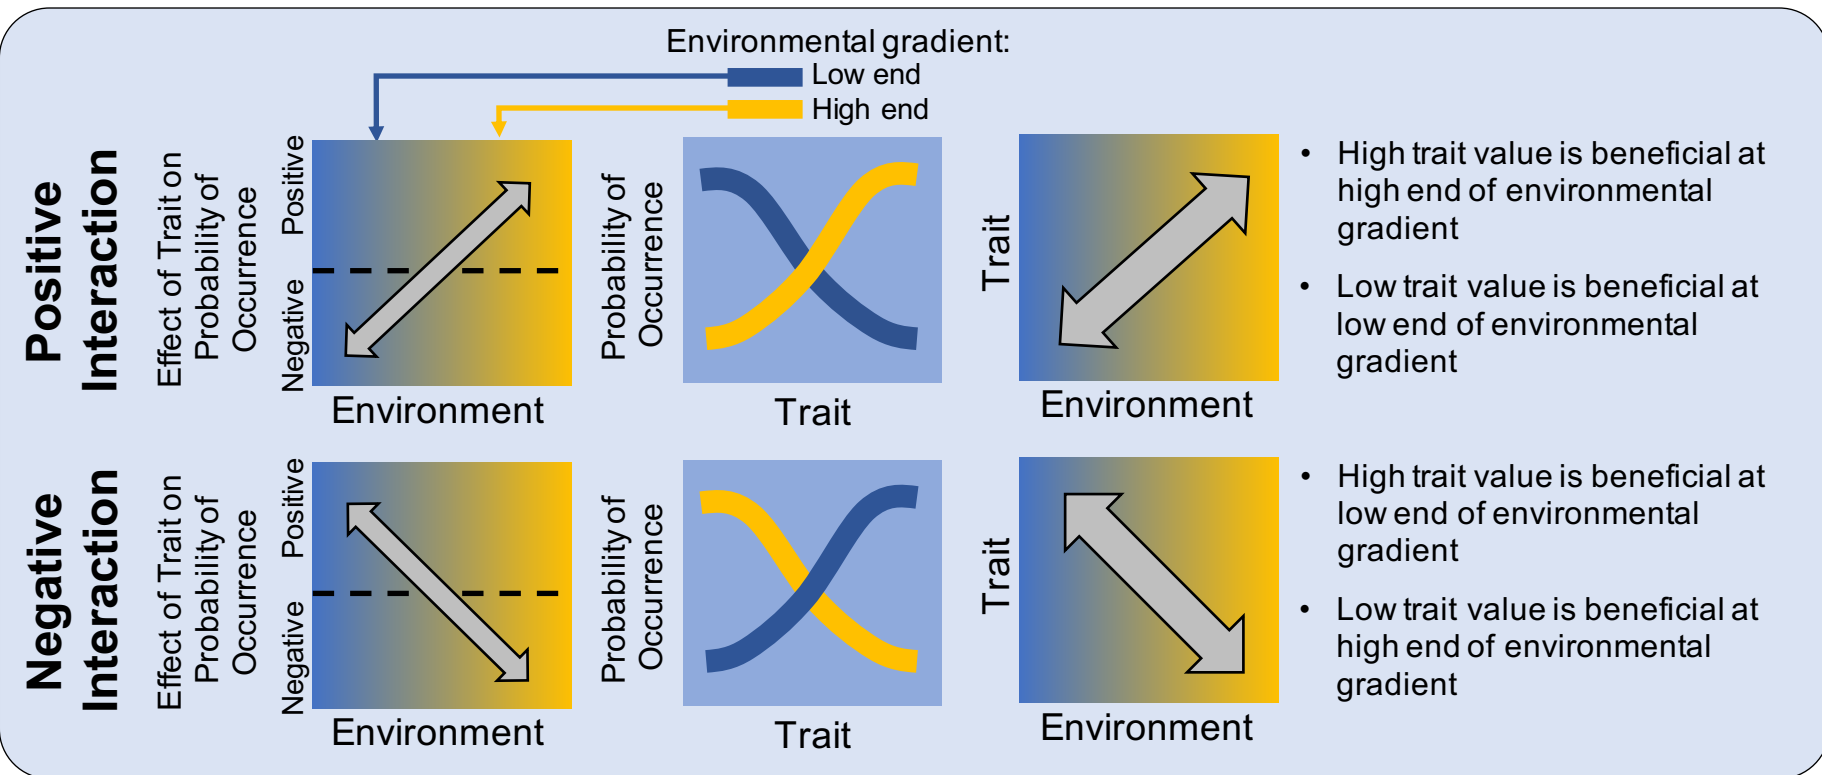 Environmental gradient:
Low end
High end
Positive
Interaction
Effect of Trait on
Probability of
Occurrence
Negative Positive
Environment
Probability of
Occurrence
Trait
Trait
Environment
• High trait value is beneficial at
high end of environmental
gradient
• Low trait value is beneficial at
low end of environmental
gradient
Negative
Interaction
Effect of Trait on
Probability of
Occurrence
Negative Positive
Environment
Probability of
Occurrence
Trait
Trait
Environment
• High trait value is beneficial at
low end of environmental
gradient
• Low trait value is beneficial at
high end of environmental
gradient